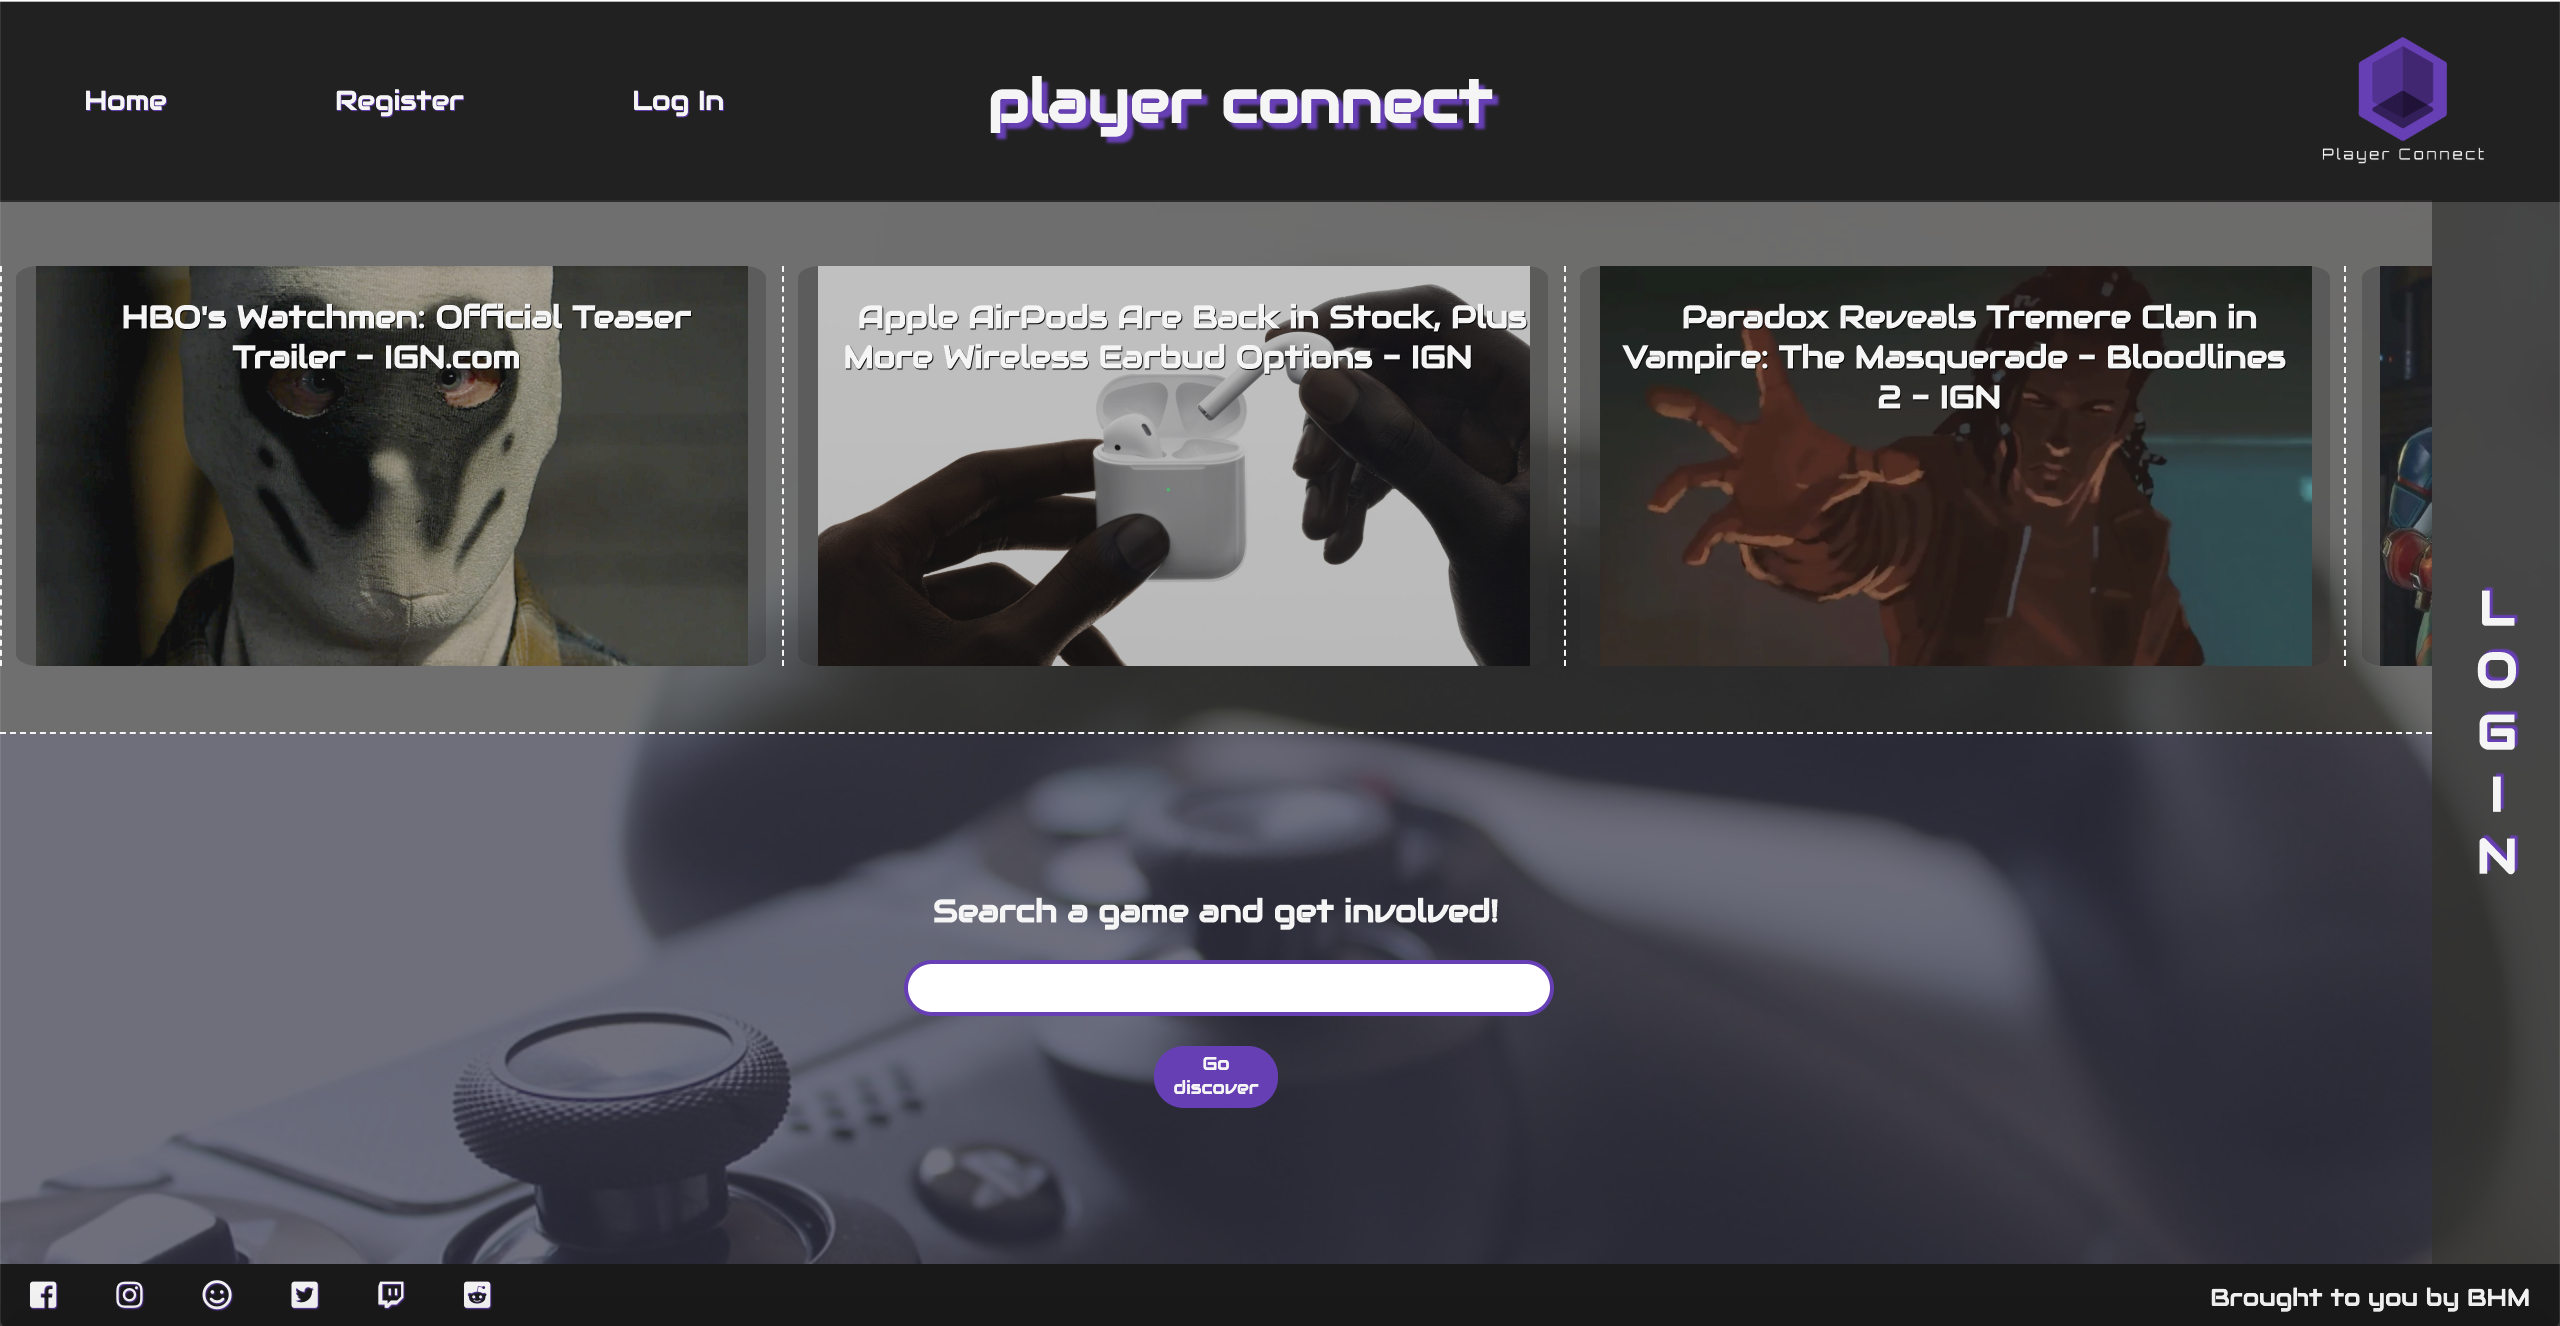 Home
Register
Log In
player connect
Player Connect
HBO's Watchmen: Official Teaser
Trailer - IGN.com
Apple AirPods Are Back in Stock, Plus
More Wireless Earbud Options - IGN
Paradox Reveals Tremere Clan in
Vampire: The Masquerade - Bloodlines
2 - IGN
L
O
G
I
N
Search a game and get involved!
Go
discover
Brought to you by BHM